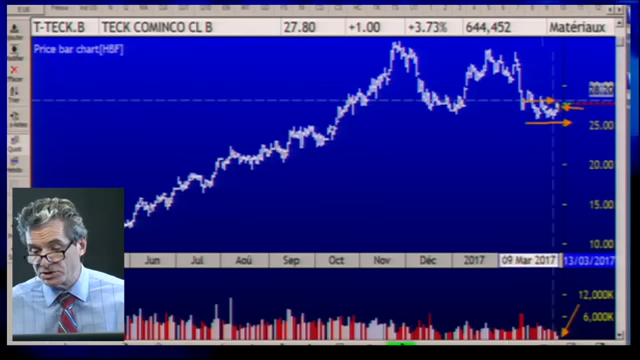 T-TECK.B TECK COMINCO CL B 27.80 +1.00 +3.73% 644,452 Matériaux
Price bar chart[HBF]
25.00
20.00
15.00
10.00
Jun Jul Aoû Sep Oct Nov Déc 2017 09 Mar 2017 13/03/2017
12,000K
6,000K